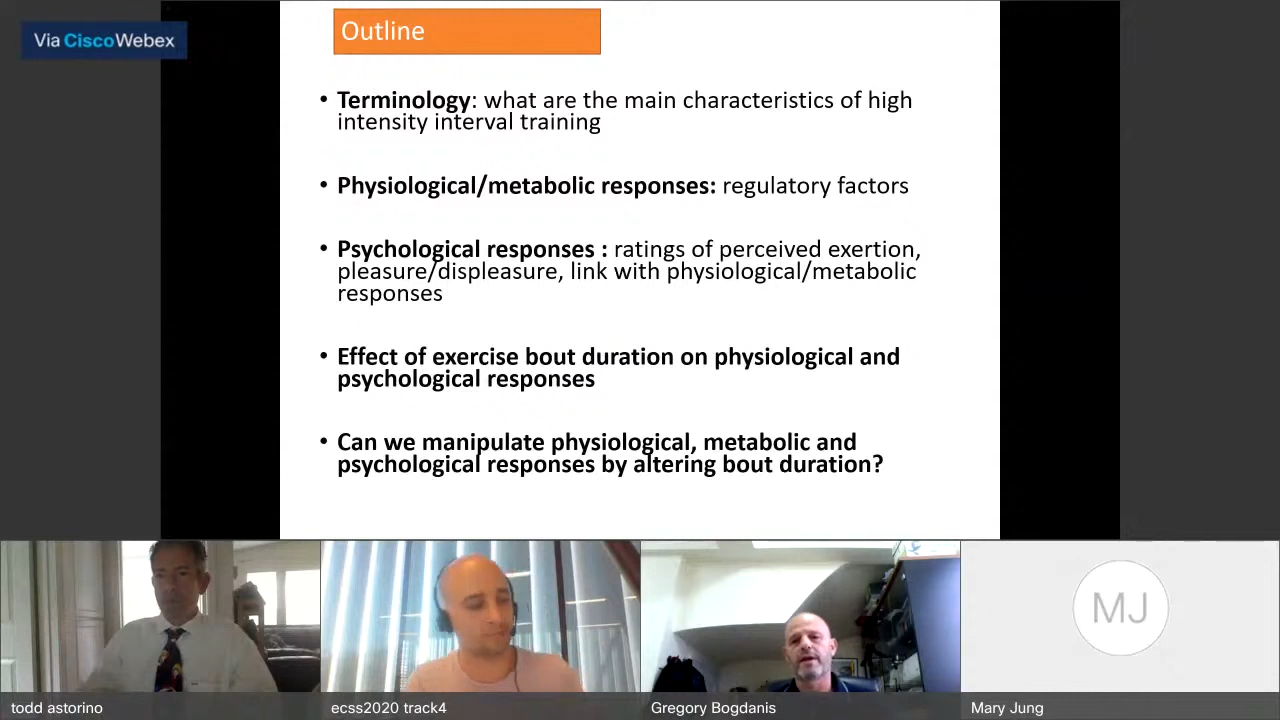 Via CiscoWebex
Outline
• Terminology: what are the main characteristics of high
intensity interval training
• Physiological/metabolic responses: regulatory factors
• Psychological responses : ratings of perceived exertion,
pleasure/displeasure, link with physiological/metabolic
responses
• Effect of exercise bout duration on physiological and
psychological responses
• Can we manipulate physiological, metabolic and
psychological responses by altering bout duration?
MJ
todd astorino
ecss2020 track4
Gregory Bogdanis
Mary Jung